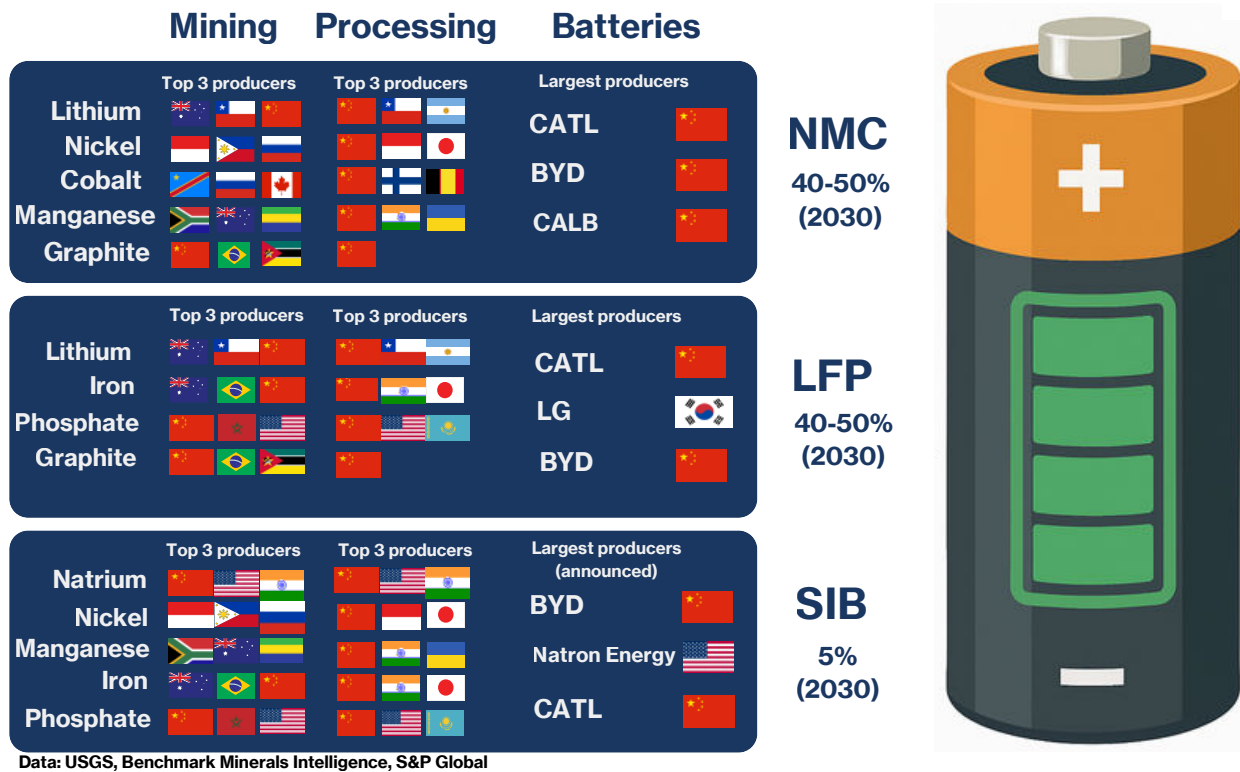 Mining Processing Batteries
Top 3 producers Top 3 producers Largest producers
Lithium
Nickel
Cobalt
Manganese
Graphite
CATL
BYD
CALB
NMC
40-50%
(2030)
Top 3 producers Top 3 producers Largest producers
Lithium
Iron
Phosphate
Graphite
CATL
LG
BYD
LFP
40-50%
(2030)
Top 3 producers Top 3 producers Largest producers
(announced)
Natrium
Nickel
Manganese
Iron
Phosphate
BYD
Natron Energy
CATL
SIB
5%
(2030)
Data: USGS, Benchmark Minerals Intelligence, S&P Global